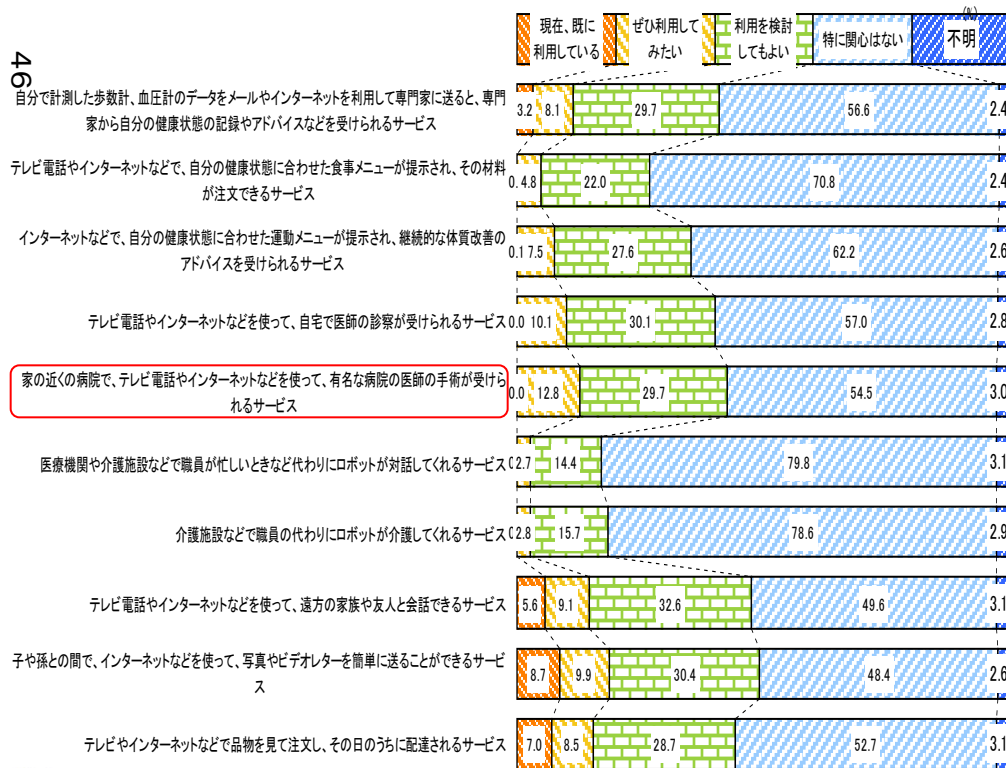 (%)
現在、既に
利用している
ぜひ利用して
みたい
利用を検討
してもよい
特に関心はない
不明
46
自分で計測した歩数計、血圧計のデータをメールやインターネットを利用して専門家に送ると、専門
家から自分の健康状態の記録やアドバイスなどを受けられるサービス
3.2 8.1 29.7 56.6 2.4
テレビ電話やインターネットなどで、自分の健康状態に合わせた食事メニューが提示され、その材料
が注文できるサービス
0. 4.8 22.0 70.8 2.4
インターネットなどで、自分の健康状態に合わせた運動メニューが提示され、継続的な体質改善の
アドバイスを受けられるサービス
0.1 7.5 27.6 62.2 2.6
テレビ電話やインターネットなどを使って、自宅で医師の診察が受けられるサービス
0.0 10.1 30.1 57.0 2.8
家の近くの病院で、テレビ電話やインターネットなどを使って、有名な病院の医師の手術が受けら
れるサービス
0.0 12.8 29.7 54.5 3.0
医療機関や介護施設などで職員が忙しいときなど代わりにロボットが対話してくれるサービス
2.7 14.4 79.8 3.1
介護施設などで職員の代わりにロボットが介護してくれるサービス
2.8 15.7 78.6 2.9
テレビ電話やインターネットなどを使って、遠方の家族や友人と会話できるサービス
5.6 9.1 32.6 49.6 3.1
子や孫との間で、インターネットなどを使って、写真やビデオレターを簡単に送ることができるサービ
ス
8.7 9.9 30.4 48.4 2.6
テレビやインターネットなどで品物を見て注文し、その日のうちに配達されるサービス
7.0 8.5 28.7 52.7 3.1